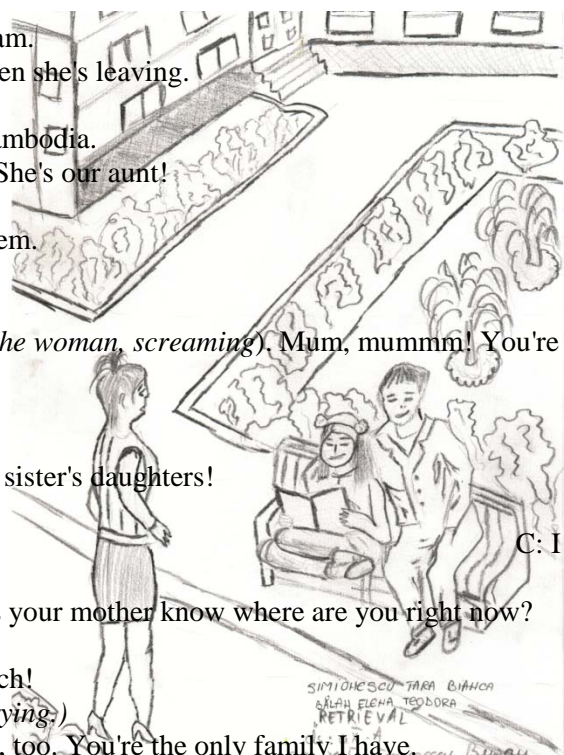 am.
en she's leaving.
ambodia.
She's our aunt!
em.
he woman, screaming). Mum, mummm! You're
sister's daughters!
C: I
your mother know where are you right now?
ch!
SIMIONESCU TARA BIANCA
BĂLAN ELENA TEODORA
RETRIEVAL
ying.)
, too. You're the only family I have.